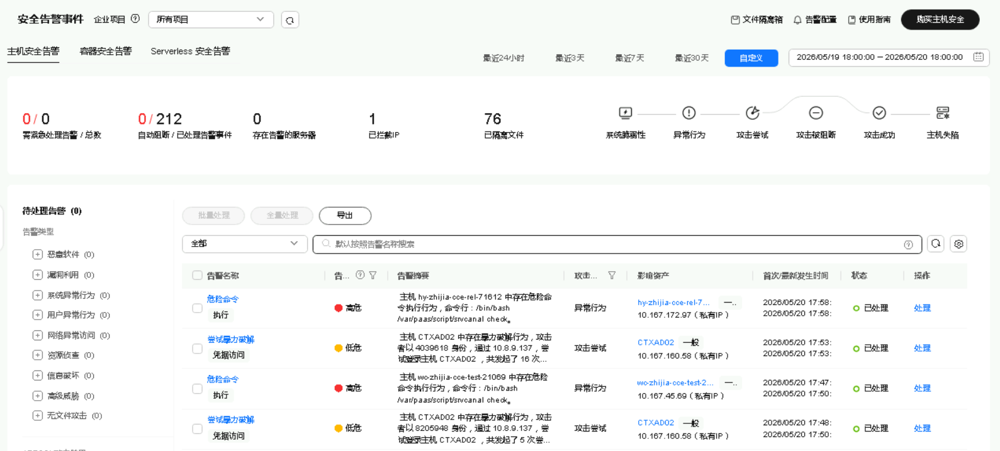 安全告警事件 企业项目 所有项目 文件隔离箱 告警配置 使用指南 购买主机安全
主机安全告警 容器安全告警 Serverless 安全告警
最近24小时 最近3天 最近7天 最近30天 自定义 2026/05/19 18:00:00 – 2026/05/20 18:00:00
0 / 0 0 / 212 0 1 76
需紧急处理告警 / 总数 自动阻断 / 已处理告警事件 存在告警的服务器 已拦截IP 已隔离文件 系统脆弱性 异常行为 攻击尝试 攻击被阻断 攻击成功 主机失陷
待处理告警 (0)
告警类型
恶意软件 (0)
漏洞利用 (0)
系统异常行为 (0)
用户异常行为 (0)
网络异常访问 (0)
资源侦查 (0)
信息破坏 (0)
高级威胁 (0)
无文件攻击 (0)
批量处理 全量处理 导出
全部 默认按照告警名称搜索
告警名称 告... 告警摘要 攻击... 影响资产 首次/最新发生时间 状态 操作
危险命令
执行
高危
主机 hy-zhijia-cce-rel-71612 中存在危险命
令执行行为，命令行：/bin/bash
/var/paas/script/srvcanal check。
异常行为
hy-zhijia-cce-rel-7... 一..
10.167.172.97（私有IP）
2026/05/20 17:58:
2026/05/20 17:58:
已处理 处理
尝试暴力破解
凭据访问
低危
主机 CTXAD02 中存在暴力破解行为，攻击
者以 4039618 身份，通过 10.8.9.137，尝
试登录主机 CTXAD02 ，共发起了 16 次...
攻击尝试
CTXAD02 一般
10.167.160.58（私有IP）
2026/05/20 17:53:
2026/05/20 17:53:
已处理 处理
危险命令
执行
高危
主机 wc-zhijia-cce-test-21069 中存在危险
命令执行行为，命令行：/bin/bash
/var/paas/script/srvcanal check。
异常行为
wc-zhijia-cce-test-2... 一..
10.167.45.69（私有IP）
2026/05/20 17:47:
2026/05/20 17:50:
已处理 处理
尝试暴力破解
凭据访问
低危
主机 CTXAD02 中存在暴力破解行为，攻击
者以 8205948 身份，通过 10.8.9.137，尝
试登录主机 CTXAD02 ，共发起了 5 次尝...
攻击尝试
CTXAD02 一般
10.167.160.58（私有IP）
2026/05/20 17:48:
2026/05/20 17:50:
已处理 处理